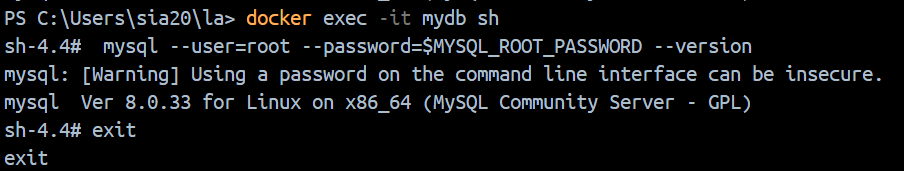 PS C:\Users\sia20\la> docker exec -it mydb sh
sh-4.4#  mysql --user=root --password=$MYSQL_ROOT_PASSWORD --version
mysql: [Warning] Using a password on the command line interface can be insecure.
mysql  Ver 8.0.33 for Linux on x86_64 (MySQL Community Server - GPL)
sh-4.4# exit
exit